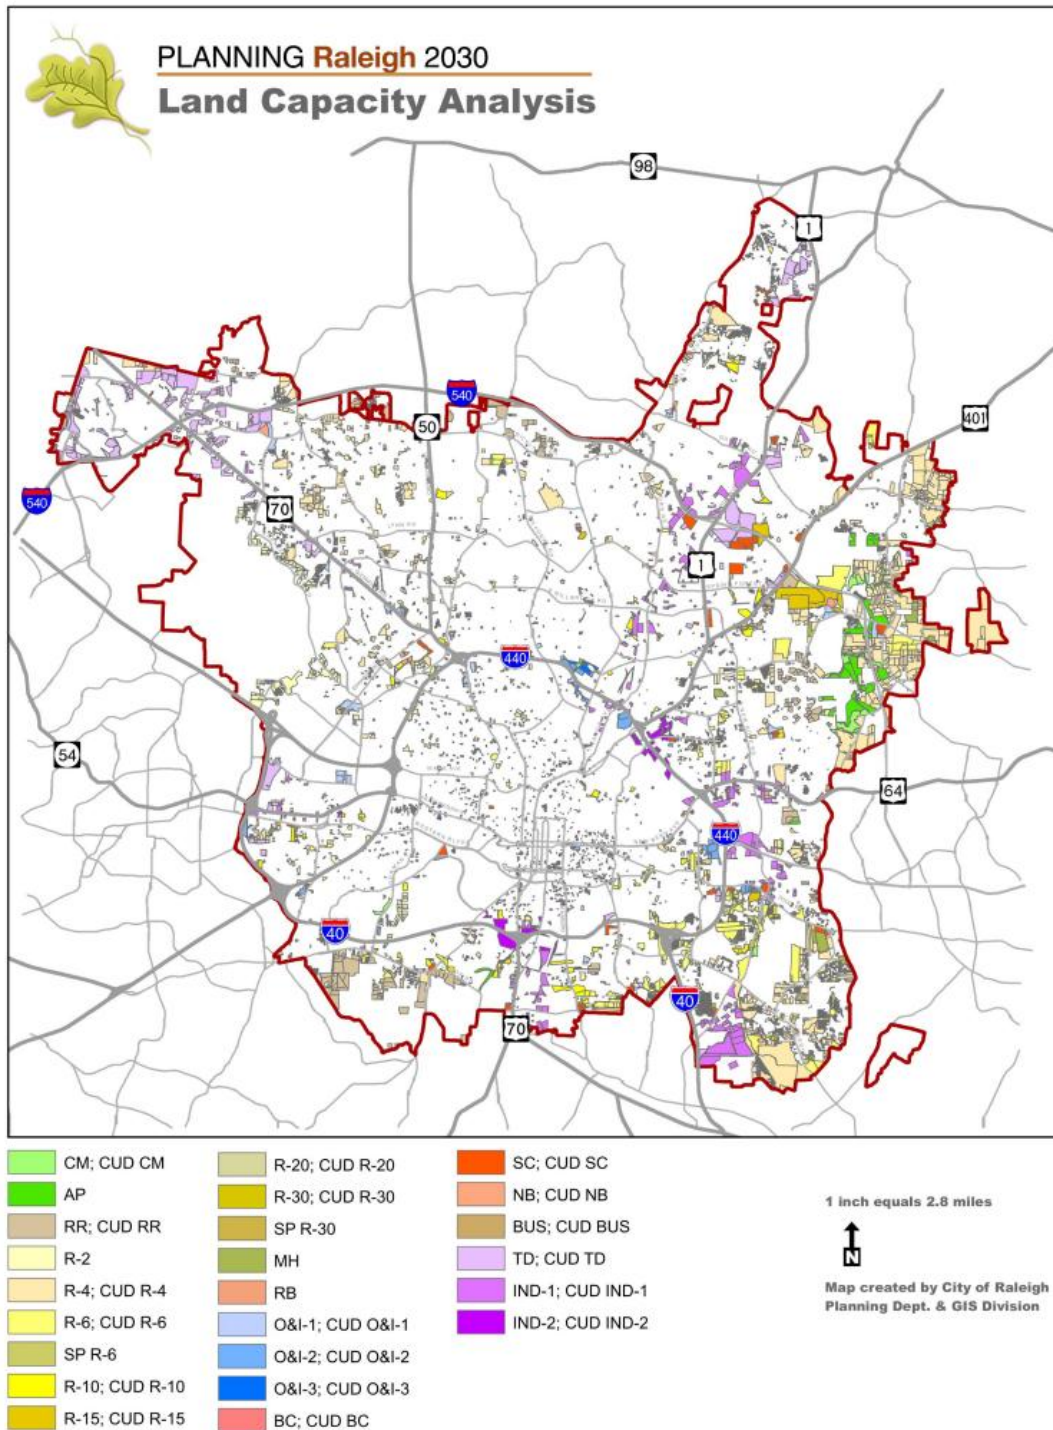 PLANNING Raleigh 2030
Land Capacity Analysis
98
1
540
50
401
540
70
LYNN RD
1
440
54
64
440
40
40
70
CM; CUD CM
AP
RR; CUD RR
R-2
R-4; CUD R-4
R-6; CUD R-6
SP R-6
R-10; CUD R-10
R-15; CUD R-15
R-20; CUD R-20
R-30; CUD R-30
SP R-30
MH
RB
O&I-1; CUD O&I-1
O&I-2; CUD O&I-2
O&I-3; CUD O&I-3
BC; CUD BC
SC; CUD SC
NB; CUD NB
BUS; CUD BUS
TD; CUD TD
IND-1; CUD IND-1
IND-2; CUD IND-2
1 inch equals 2.8 miles
N
Map created by City of Raleigh
Planning Dept. & GIS Division